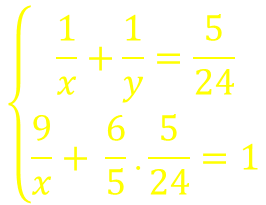 1/x + 1/y = 5/24
9/x + 6/5 . 5/24 = 1